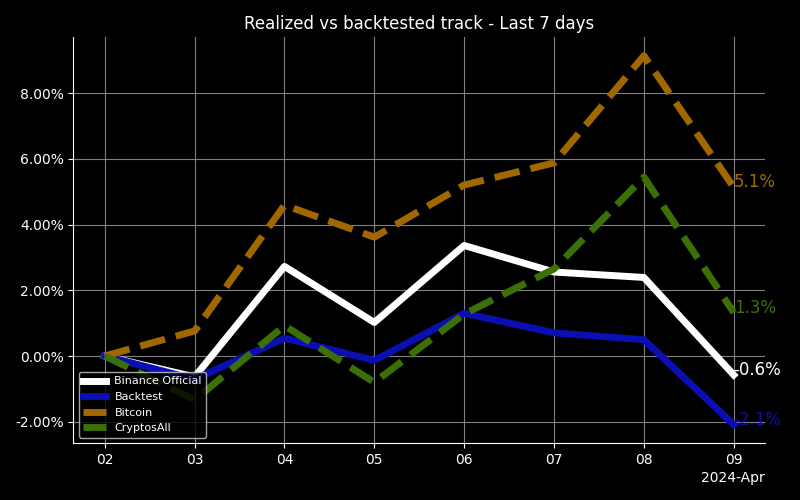 Realized vs backtested track - Last 7 days
8.00%
6.00%
4.00%
2.00%
0.00%
-2.00%
5.1%
1.3%
-0.6%
-2.1%
Binance Official
Backtest
Bitcoin
CryptosAll
02 03 04 05 06 07 08 09
2024-Apr